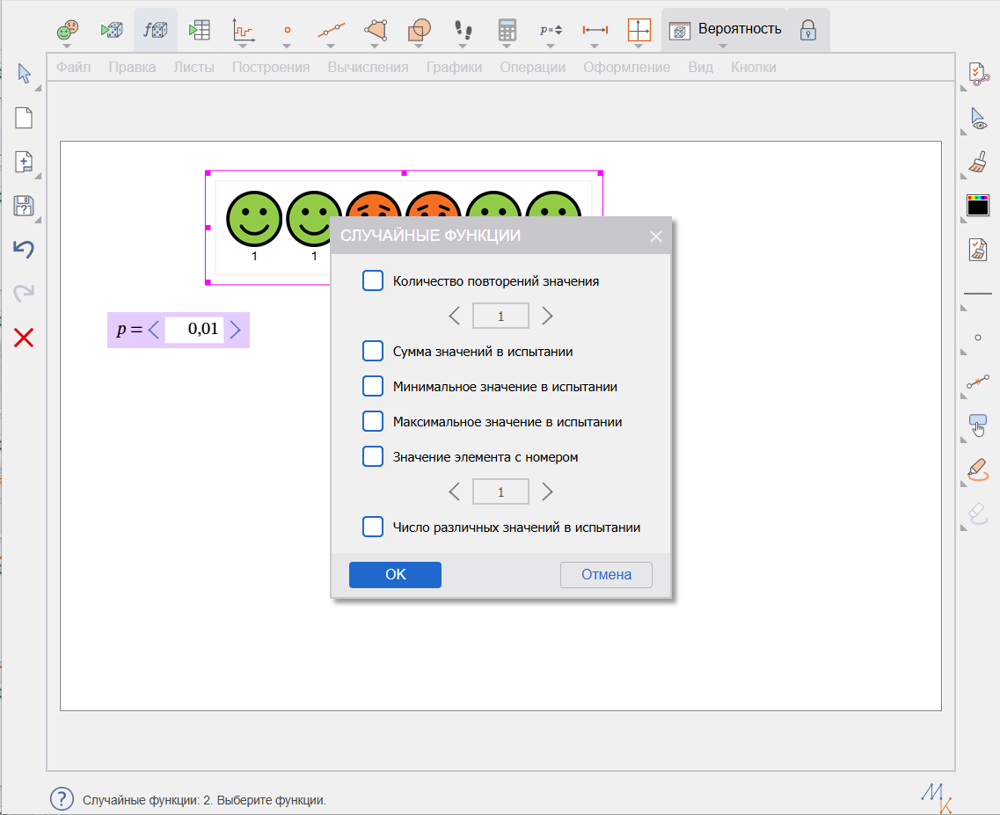 f
p=
Вероятность
Файл Правка Листы Построения Вычисления Графики Операции Оформление Вид Кнопки
1 1
p = 0,01
СЛУЧАЙНЫЕ ФУНКЦИИ
Количество повторений значения
1
Сумма значений в испытании
Минимальное значение в испытании
Максимальное значение в испытании
Значение элемента с номером
1
Число различных значений в испытании
OK Отмена
? Случайные функции: 2. Выберите функции.
МК